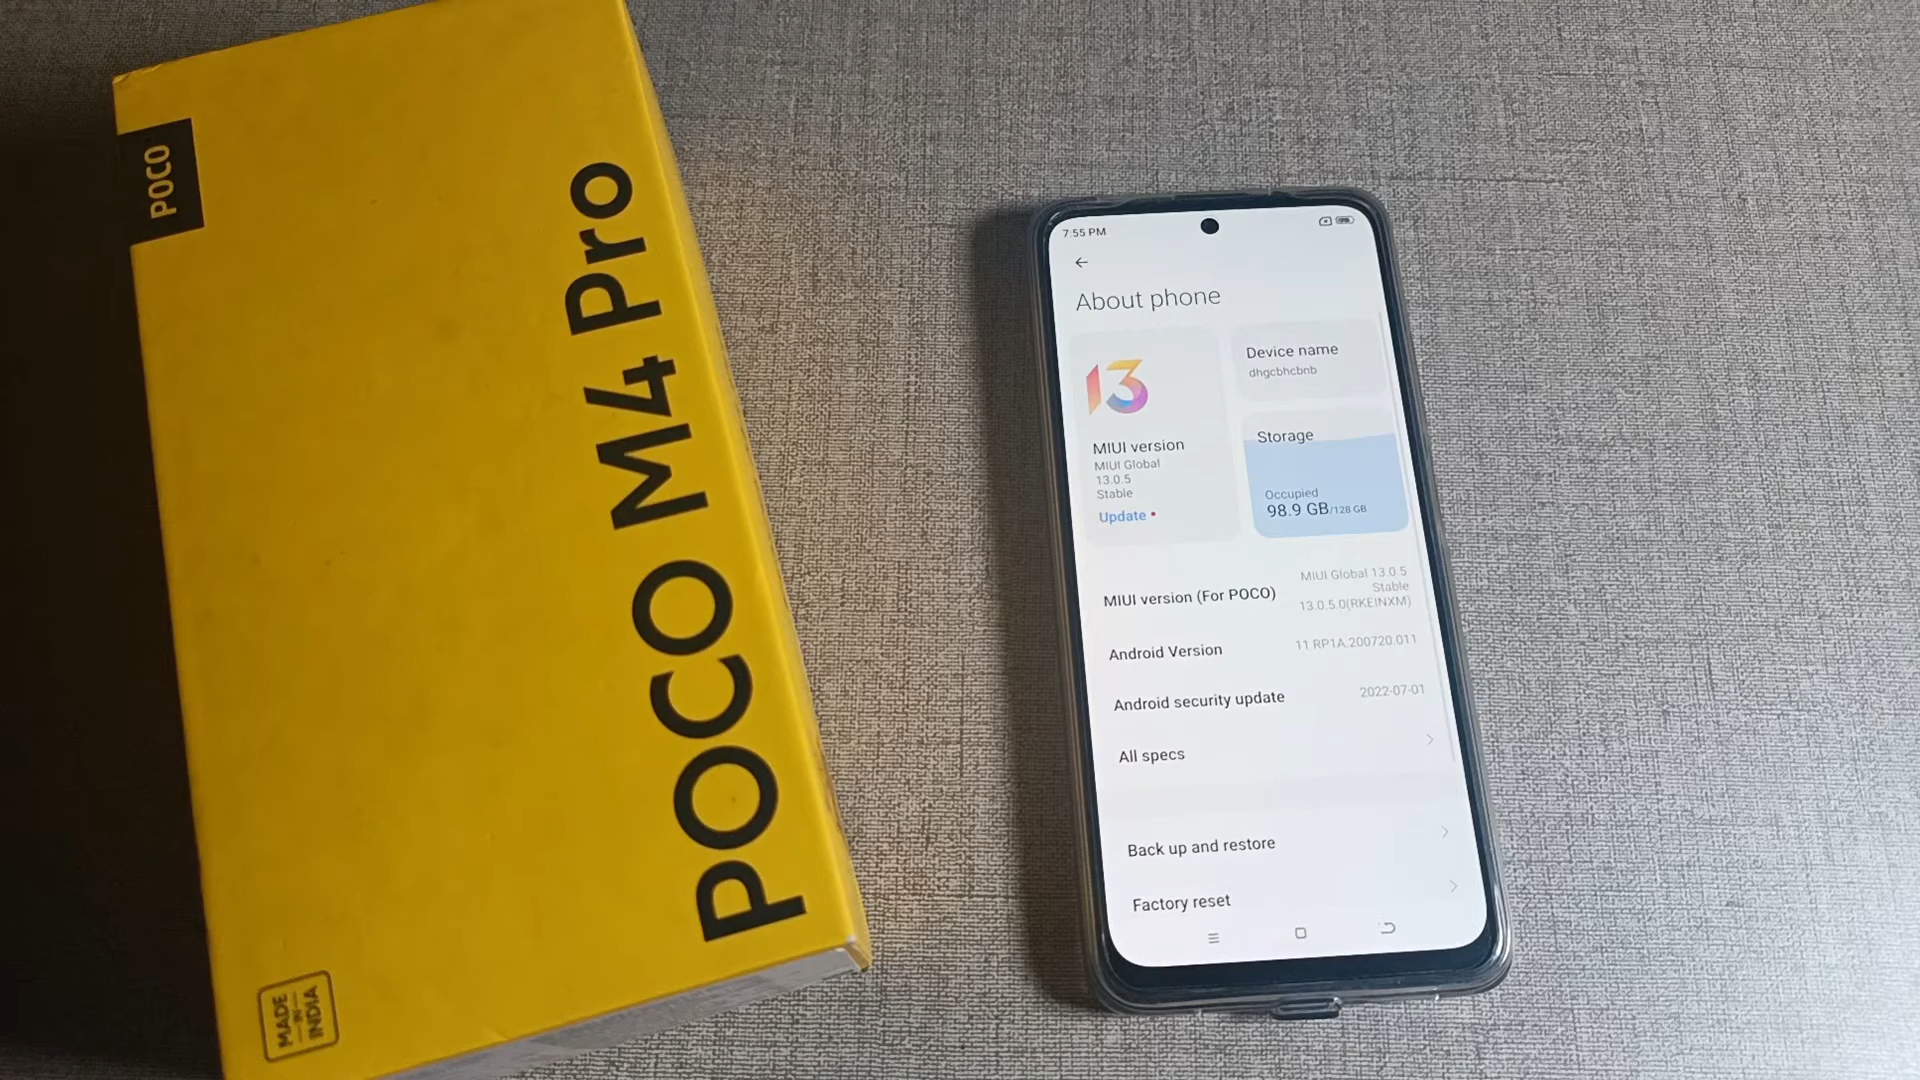 POCO
POCO M4 Pro
MADE
IN
INDIA
7:55 PM
About phone
13
MIUI version
MIUI Global
13.0.5
Stable
Update
Device name
dhgcbhcbnb
Storage
Occupied
98.9 GB/128 GB
MIUI version (For POCO)
MIUI Global 13.0.5
Stable
13.0.5.0(RKEINXM)
Android Version
11 RP1A.200720.011
Android security update
2022-07-01
All specs
Back up and restore
Factory reset